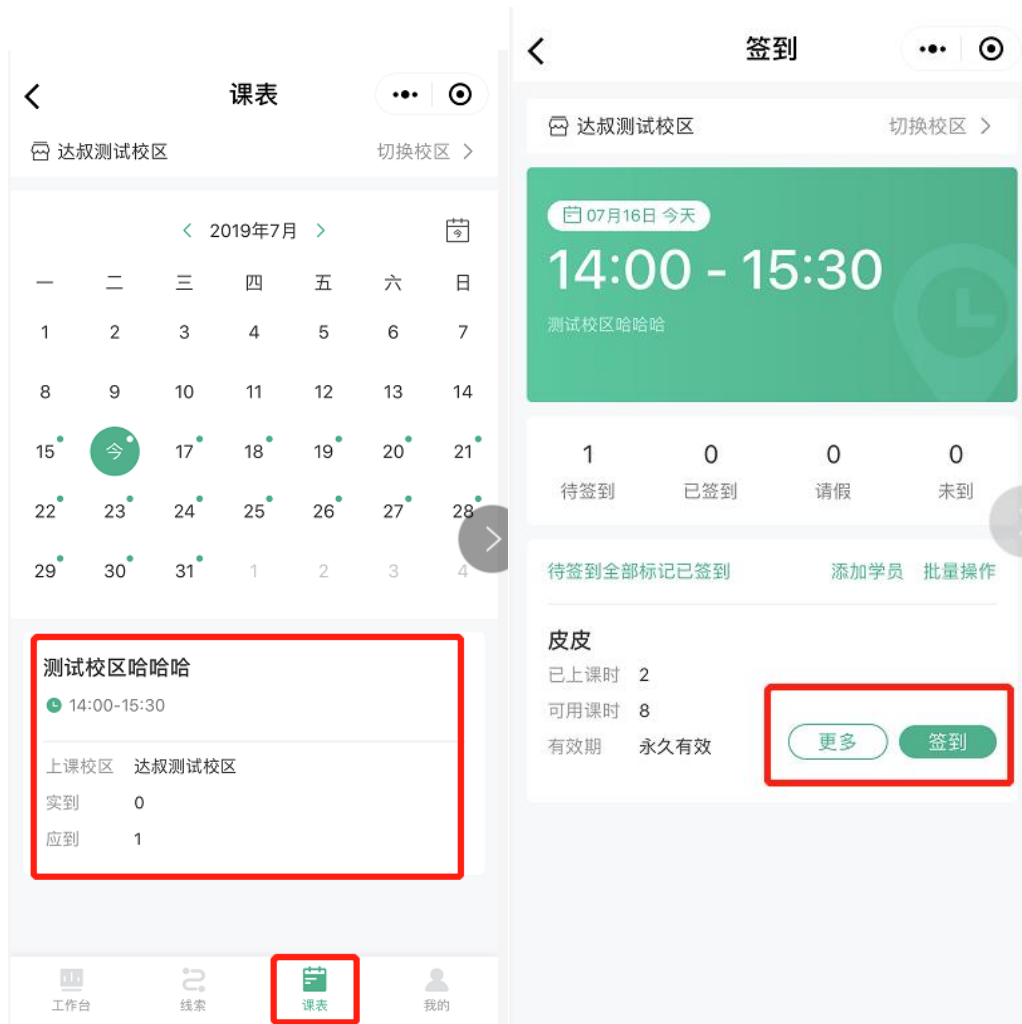 课表
达叔测试校区 切换校区
2019年7月
今
一 二 三 四 五 六 日
1 2 3 4 5 6 7
8 9 10 11 12 13 14
15 今 17 18 19 20 21
22 23 24 25 26 27 28
29 30 31 1 2 3 4
测试校区哈哈哈
14:00-15:30
上课校区 达叔测试校区
实到 0
应到 1
工作台 线索 课表 我的
签到
达叔测试校区 切换校区
07月16日 今天
14:00 - 15:30
测试校区哈哈哈
1 0 0 0
待签到 已签到 请假 未到
待签到全部标记已签到 添加学员 批量操作
皮皮
已上课时 2
可用课时 8
有效期 永久有效
更多 签到